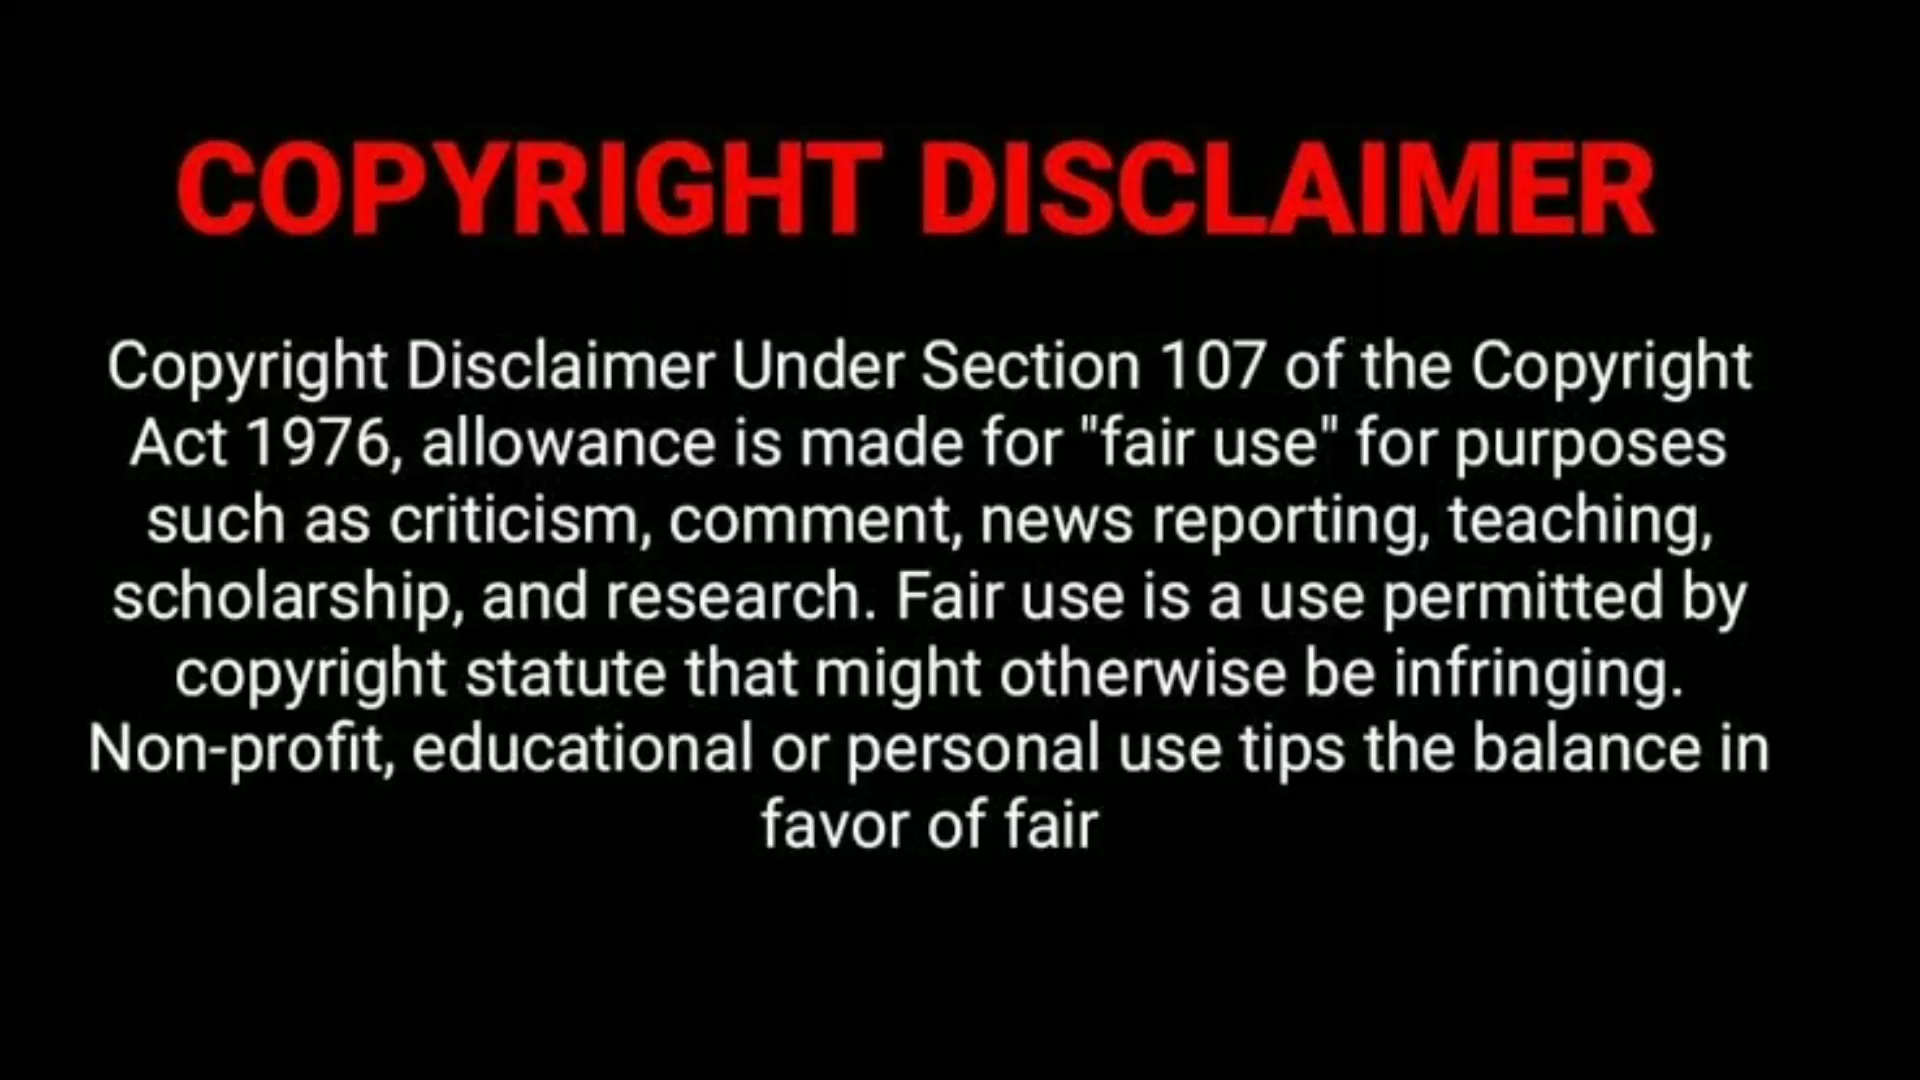 COPYRIGHT DISCLAIMER
Copyright Disclaimer Under Section 107 of the Copyright
Act 1976, allowance is made for "fair use" for purposes
such as criticism, comment, news reporting, teaching,
scholarship, and research. Fair use is a use permitted by
copyright statute that might otherwise be infringing.
Non-profit, educational or personal use tips the balance in
favor of fair